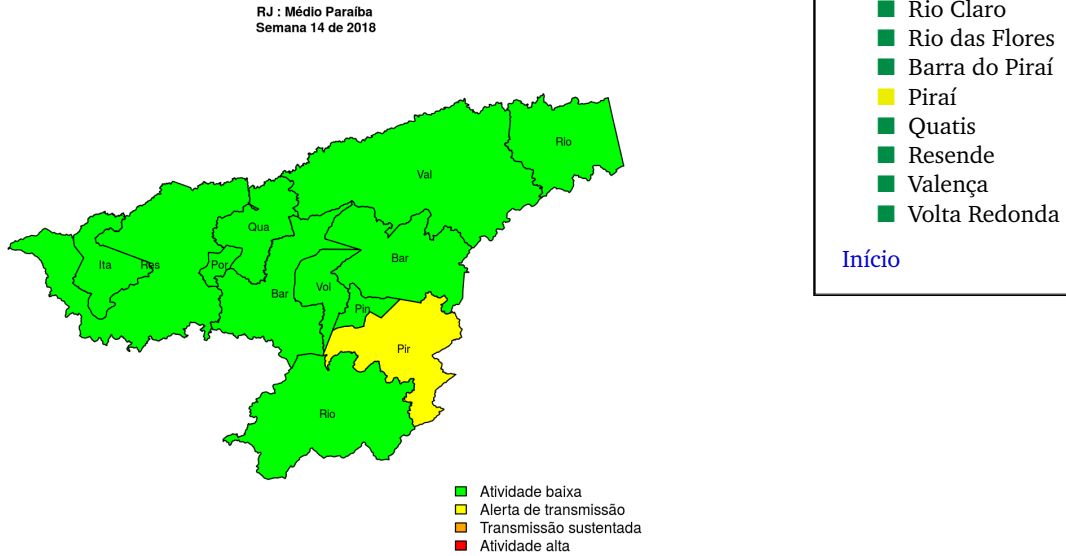 RJ : Médio Paraíba
Semana 14 de 2018
Rio
Val
Qua
Ita
Res
Por
Bar
Bar
Vol
Pin
Pir
Rio
Atividade baixa
Alerta de transmissão
Transmissão sustentada
Atividade alta
Rio Claro
Rio das Flores
Barra do Piraí
Piraí
Quatis
Resende
Valença
Volta Redonda
Início